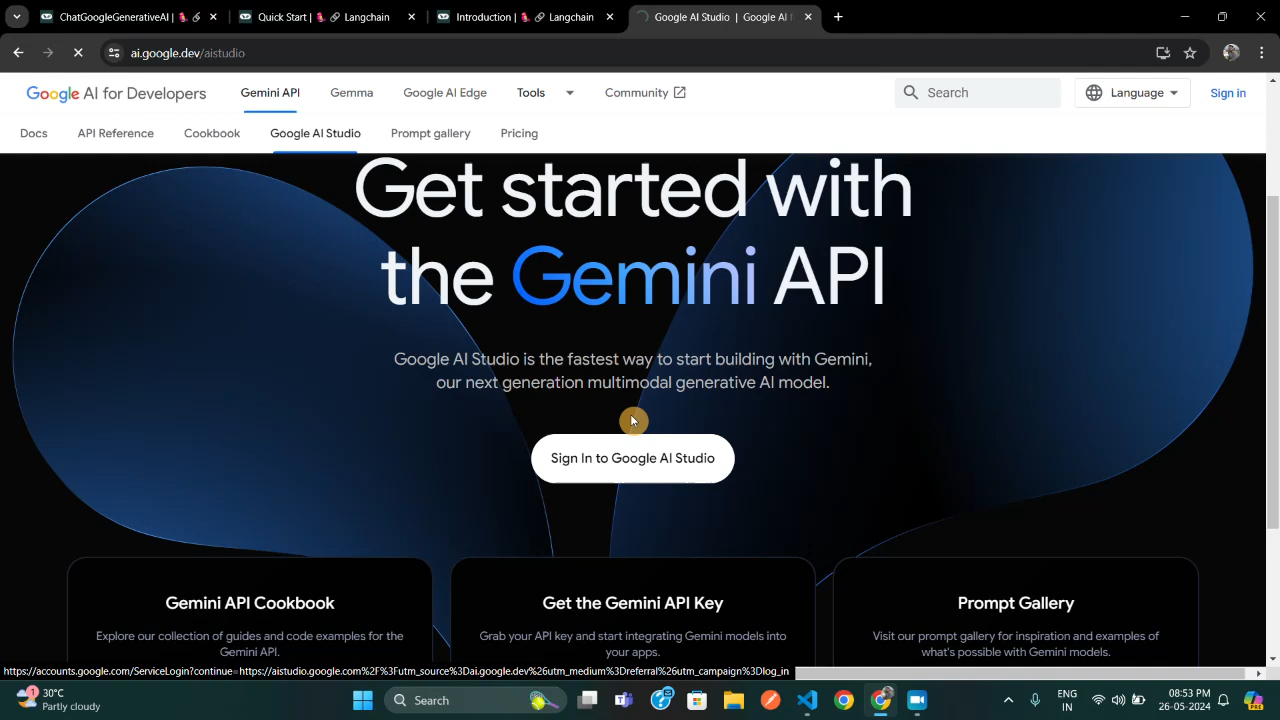 ChatGoogleGenerativeAI |
Quick Start | Langchain
Introduction | Langchain
Google AI Studio | Google AI f
ai.google.dev/aistudio
Google AI for Developers
Gemini API
Gemma
Google AI Edge
Tools
Community
Search
Language
Sign in
Docs
API Reference
Cookbook
Google AI Studio
Prompt gallery
Pricing
Get started with
the Gemini API
Google AI Studio is the fastest way to start building with Gemini,
our next generation multimodal generative AI model.
Sign In to Google AI Studio
Gemini API Cookbook
Explore our collection of guides and code examples for the
Gemini API.
Get the Gemini API Key
Grab your API key and start integrating Gemini models into
your apps.
Prompt Gallery
Visit our prompt gallery for inspiration and examples of
what's possible with Gemini models.
https://accounts.google.com/ServiceLogin?continue=https://aistudio.google.com%2F%3Futm_source%3Dai.google.dev%26utm_medium%3Dreferral%26utm_campaign%3Dlog_in
1
30°C
Partly cloudy
Search
ENG
IN
08:53 PM
26-05-2024
PRE